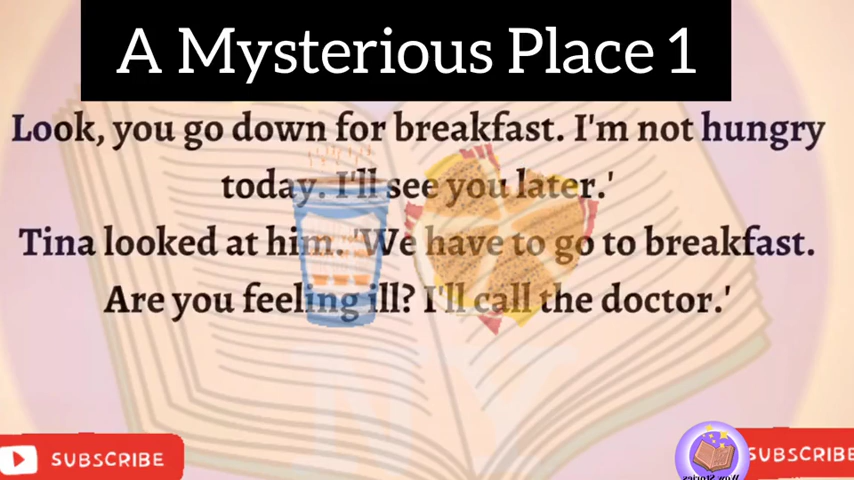 A Mysterious Place 1
Look, you go down for breakfast. I'm not hungry
today. I'll see you later.'
Tina looked at him. 'We have to go to breakfast.
Are you feeling ill? I'll call the doctor.'
NY
SUBSCRIBE
SUBSCRIBE